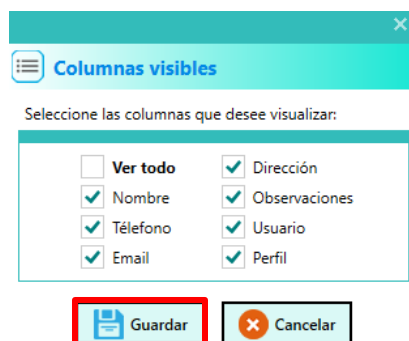 Columnas visibles
Seleccione las columnas que desee visualizar:
Ver todo Dirección
Nombre Observaciones
Télefono Usuario
Email Perfil
Guardar Cancelar